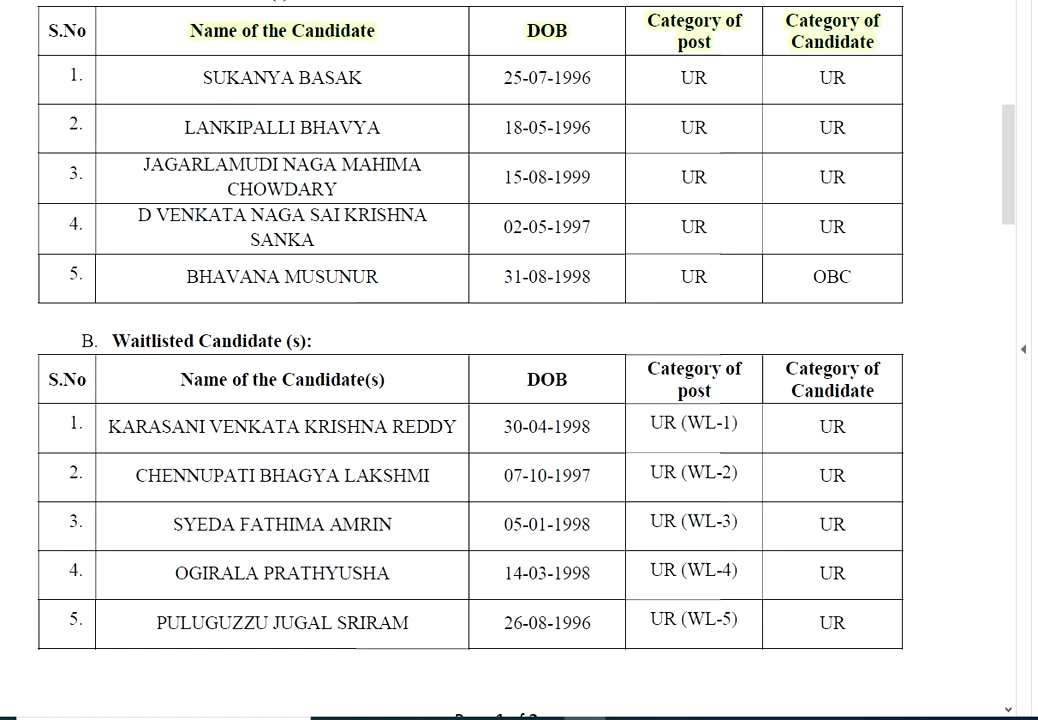 S.No Name of the Candidate DOB Category of post Category of Candidate
1. SUKANYA BASAK 25-07-1996 UR UR
2. LANKIPALLI BHAVYA 18-05-1996 UR UR
3. JAGARLAMUDI NAGA MAHIMA CHOWDARY 15-08-1999 UR UR
4. D VENKATA NAGA SAI KRISHNA SANKA 02-05-1997 UR UR
5. BHAVANA MUSUNUR 31-08-1998 UR OBC
B. Waitlisted Candidate (s):
S.No Name of the Candidate(s) DOB Category of post Category of Candidate
1. KARASANI VENKATA KRISHNA REDDY 30-04-1998 UR (WL-1) UR
2. CHENNUPATI BHAGYA LAKSHMI 07-10-1997 UR (WL-2) UR
3. SYEDA FATHIMA AMRIN 05-01-1998 UR (WL-3) UR
4. OGIRALA PRATHYUSHA 14-03-1998 UR (WL-4) UR
5. PULUGUZZU JUGAL SRIRAM 26-08-1996 UR (WL-5) UR